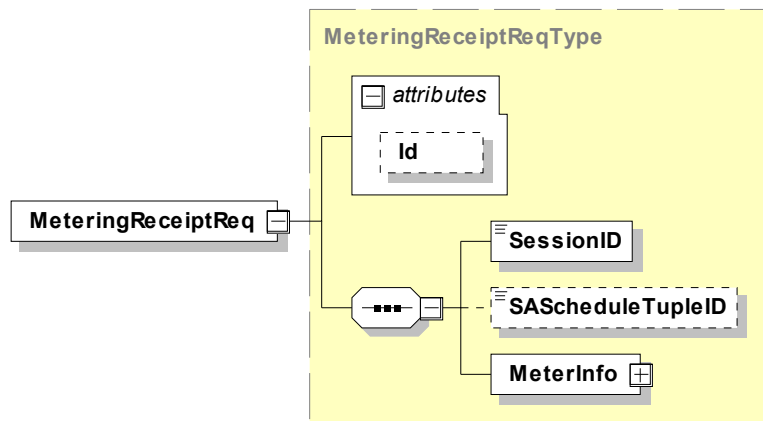 MeteringReceiptReqType
attributes
Id
MeteringReceiptReq
SessionID
SAScheduleTupleID
MeterInfo